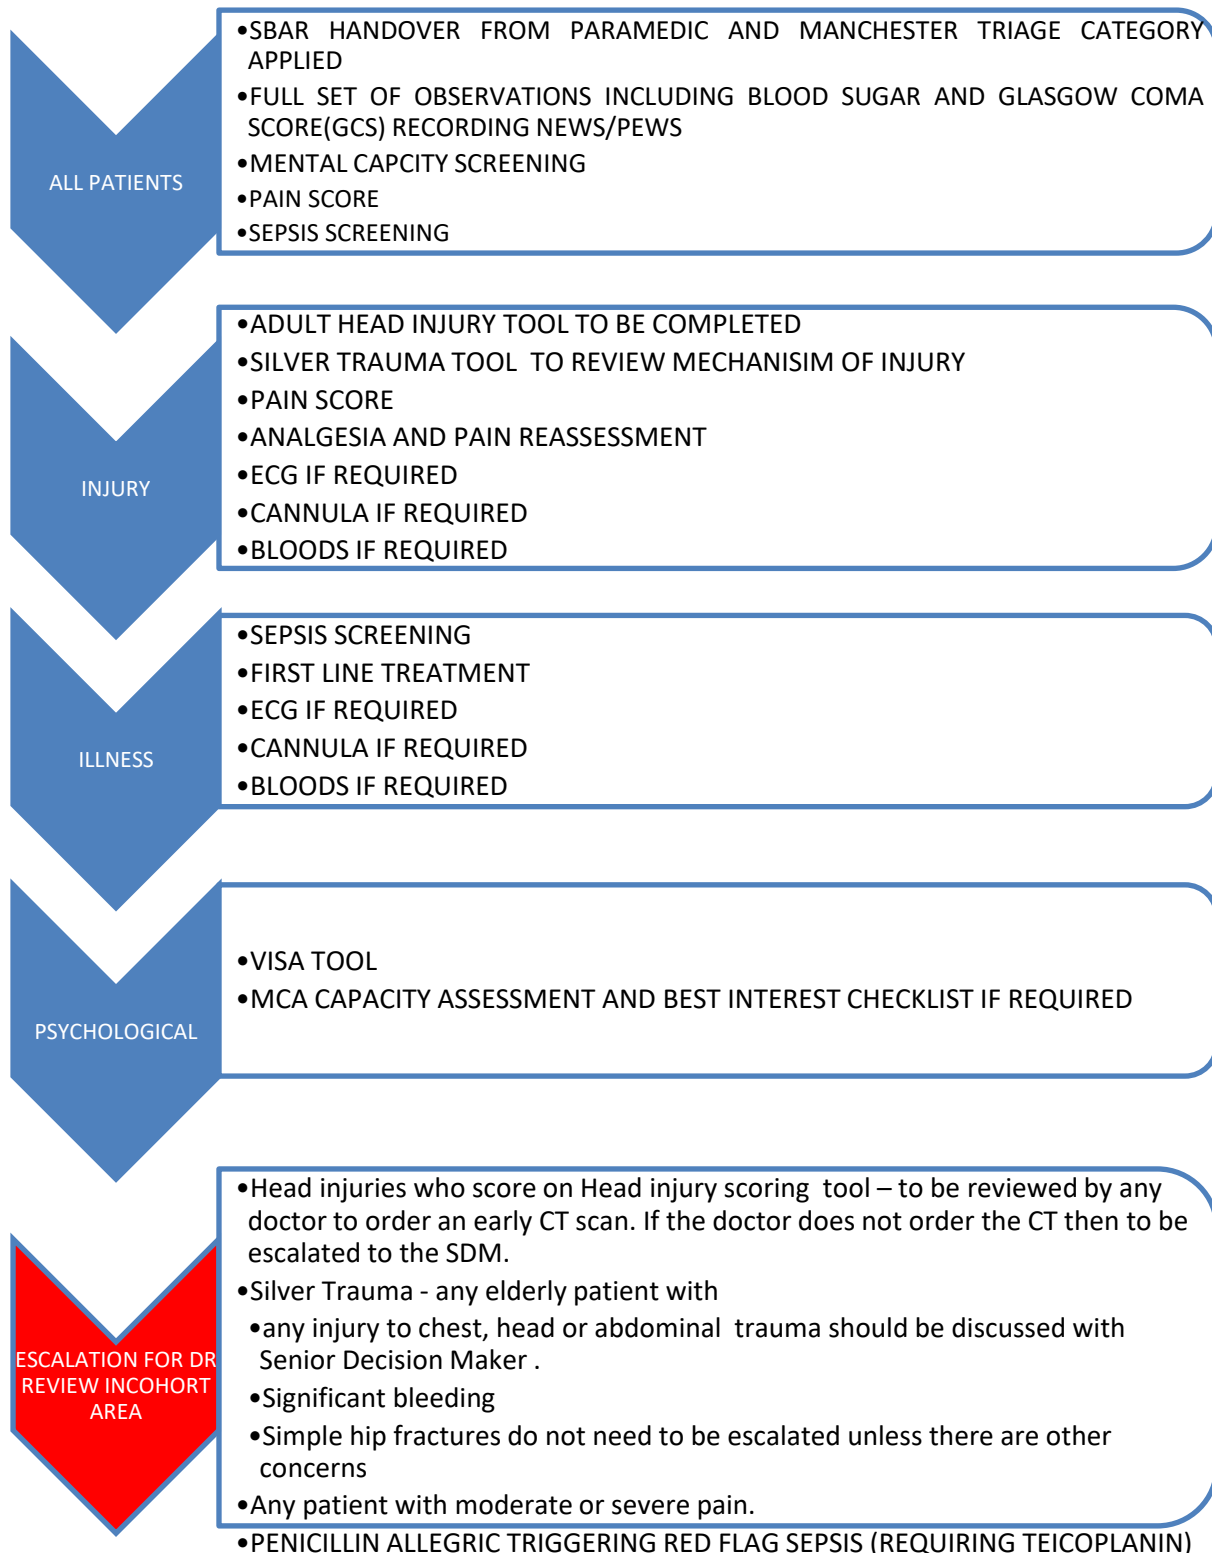 ALL PATIENTS
•SBAR HANDOVER FROM PARAMEDIC AND MANCHESTER TRIAGE CATEGORY
APPLIED
•FULL SET OF OBSERVATIONS INCLUDING BLOOD SUGAR AND GLASGOW COMA
SCORE(GCS) RECORDING NEWS/PEWS
•MENTAL CAPCITY SCREENING
•PAIN SCORE
•SEPSIS SCREENING
INJURY
•ADULT HEAD INJURY TOOL TO BE COMPLETED
•SILVER TRAUMA TOOL TO REVIEW MECHANISIM OF INJURY
•PAIN SCORE
•ANALGESIA AND PAIN REASSESSMENT
•ECG IF REQUIRED
•CANNULA IF REQUIRED
•BLOODS IF REQUIRED
ILLNESS
•SEPSIS SCREENING
•FIRST LINE TREATMENT
•ECG IF REQUIRED
•CANNULA IF REQUIRED
•BLOODS IF REQUIRED
PSYCHOLOGICAL
•VISA TOOL
•MCA CAPACITY ASSESSMENT AND BEST INTEREST CHECKLIST IF REQUIRED
ESCALATION FOR DR
REVIEW INCOHORT
AREA
•Head injuries who score on Head injury scoring tool – to be reviewed by any
doctor to order an early CT scan. If the doctor does not order the CT then to be
escalated to the SDM.
•Silver Trauma - any elderly patient with
•any injury to chest, head or abdominal trauma should be discussed with
Senior Decision Maker .
•Significant bleeding
•Simple hip fractures do not need to be escalated unless there are other
concerns
•Any patient with moderate or severe pain.
•PENICILLIN ALLEGRIC TRIGGERING RED FLAG SEPSIS (REQUIRING TEICOPLANIN)